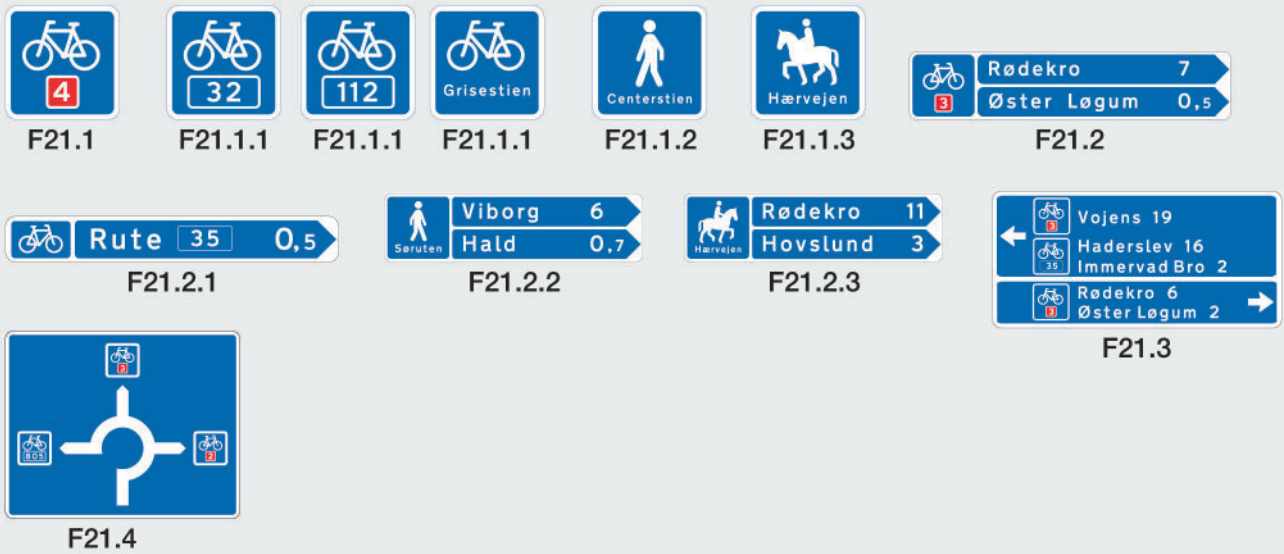 4
32
112
Grisestien
Centerstien
Hærvejen
3
Rødekro 7
Øster Løgum 0,5
F21.1
F21.1.1
F21.1.1
F21.1.1
F21.1.2
F21.1.3
F21.2
Rute 35 0,5
Søruten
Viborg 6
Hald 0,7
Hærvejen
Rødekro 11
Hovslund 3
3
Vojens 19
35
Haderslev 16
Immervad Bro 2
3
Rødekro 6
Øster Løgum 2
F21.2.1
F21.2.2
F21.2.3
F21.3
3
805
2
F21.4